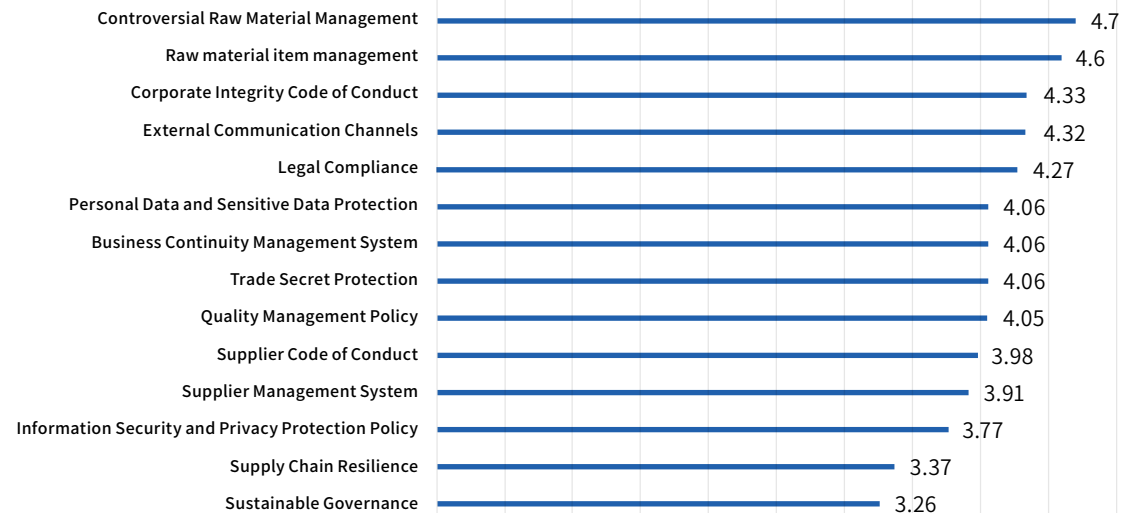 Controversial Raw Material Management 4.7
Raw material item management 4.6
Corporate Integrity Code of Conduct 4.33
External Communication Channels 4.32
Legal Compliance 4.27
Personal Data and Sensitive Data Protection 4.06
Business Continuity Management System 4.06
Trade Secret Protection 4.06
Quality Management Policy 4.05
Supplier Code of Conduct 3.98
Supplier Management System 3.91
Information Security and Privacy Protection Policy 3.77
Supply Chain Resilience 3.37
Sustainable Governance 3.26